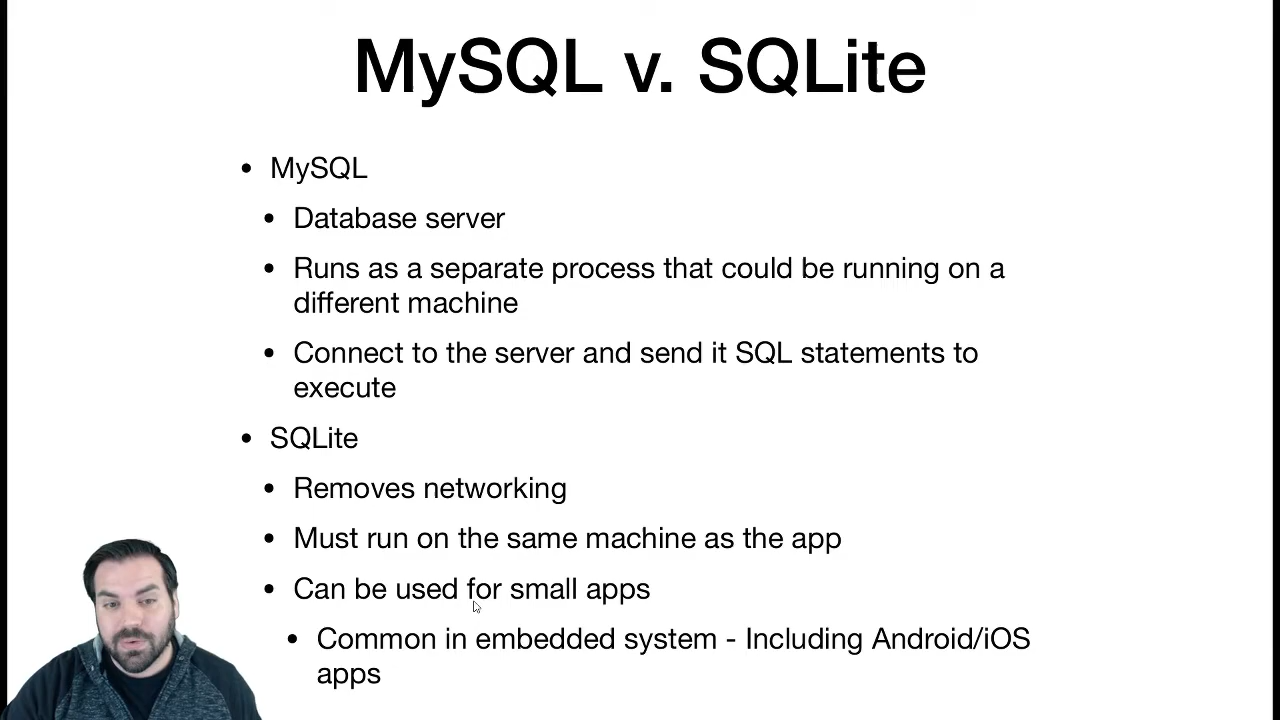 MySQL v. SQLite
• MySQL
• Database server
• Runs as a separate process that could be running on a
different machine
• Connect to the server and send it SQL statements to
execute
• SQLite
• Removes networking
• Must run on the same machine as the app
• Can be used for small apps
• Common in embedded system - Including Android/iOS
apps